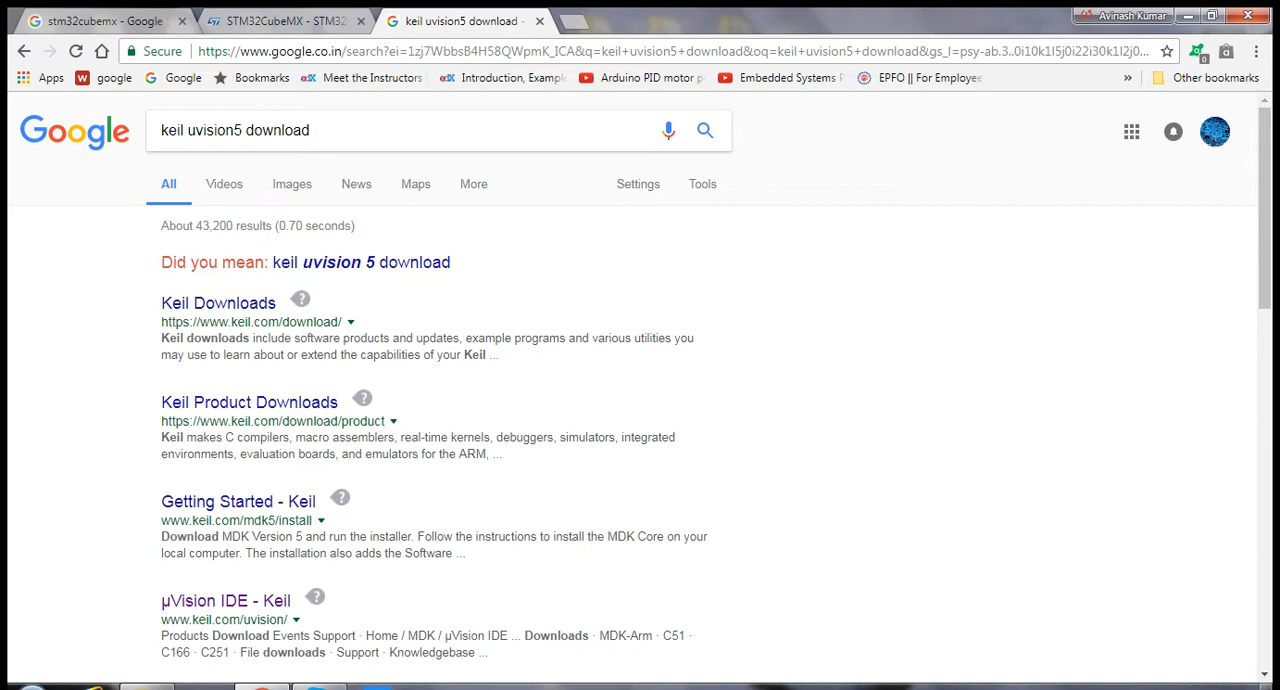 stm32cubemx - Google
STM32CubeMX - STM32
keil uvision5 download -
Avinash Kumar
Secure
https://www.google.co.in/search?ei=1zj7WbbsB4H58QWpmK_ICA&q=keil+uvision5+download&oq=keil+uvision5+download&gs_l=psy-ab.3..0i10k1l5j0i22i30k1l2j0...
Apps
google
Google
Bookmarks
Meet the Instructors
Introduction, Exampl
Arduino PID motor p
Embedded Systems P
EPFO || For Employee
»
Other bookmarks
Google
keil uvision5 download
All
Videos
Images
News
Maps
More
Settings
Tools
About 43,200 results (0.70 seconds)
Did you mean: keil uvision 5 download
Keil Downloads
https://www.keil.com/download/
Keil downloads include software products and updates, example programs and various utilities you
may use to learn about or extend the capabilities of your Keil ...
Keil Product Downloads
https://www.keil.com/download/product
Keil makes C compilers, macro assemblers, real-time kernels, debuggers, simulators, integrated
environments, evaluation boards, and emulators for the ARM, ...
Getting Started - Keil
www.keil.com/mdk5/install
Download MDK Version 5 and run the installer. Follow the instructions to install the MDK Core on your
local computer. The installation also adds the Software ...
µVision IDE - Keil
www.keil.com/uvision/
Products Download Events Support · Home / MDK / µVision IDE ... Downloads · MDK-Arm · C51 ·
C166 · C251 · File downloads · Support · Knowledgebase ...